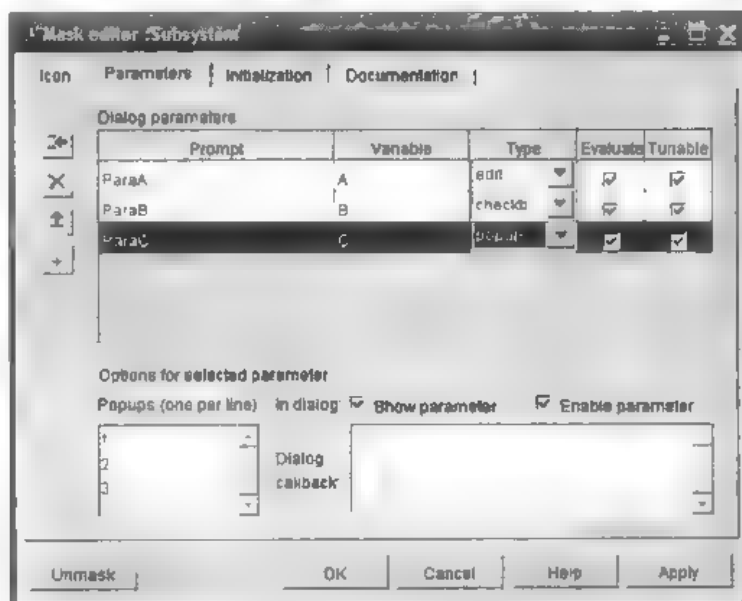 Mask editor :Subsystem
Icon Parameters Initialization Documentation
Dialog parameters
Prompt Variable Type Evaluate Tunable
ParaA A edit
ParaB B checkb
ParaC C popup
Options for selected parameter
Popups (one per line) In dialog: Show parameter Enable parameter
1
2
3
Dialog
callback:
Unmask OK Cancel Help Apply